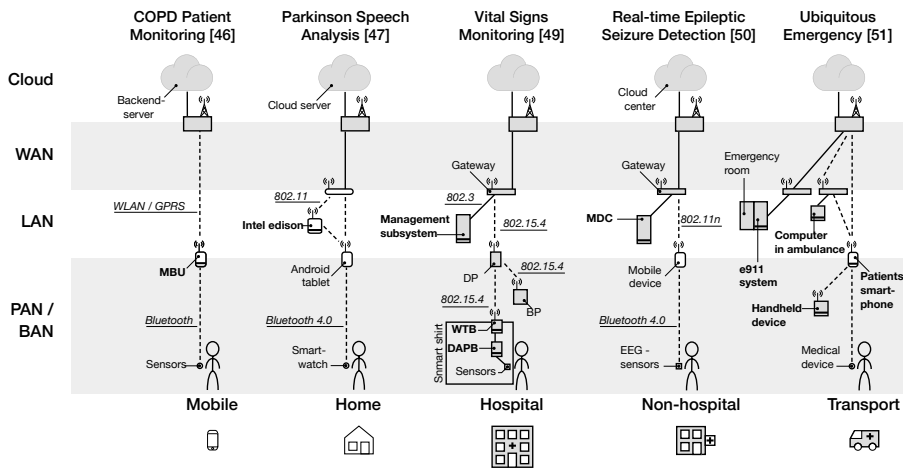 COPD Patient
Monitoring [46]
Parkinson Speech
Analysis [47]
Vital Signs
Monitoring [49]
Real-time Epileptic
Seizure Detection [50]
Ubiquitous
Emergency [51]
Cloud
Backend-
server
Cloud server
Cloud
center
WAN
Gateway
Gateway
Emergency
room
LAN
WLAN / GPRS
802.11
Intel edison
802.3
Management
subsystem
802.15.4
MDC
802.11n
Computer
in ambulance
e911
system
PAN /
BAN
MBU
Android
tablet
DP
802.15.4
BP
Mobile
device
Patients
smart-
phone
Handheld
device
Bluetooth
Bluetooth 4.0
802.15.4
Snmart shirt
WTB
DAPB
Sensors
Bluetooth 4.0
Sensors
Smart-
watch
EEG -
sensors
Medical
device
Mobile
Home
Hospital
Non-hospital
Transport